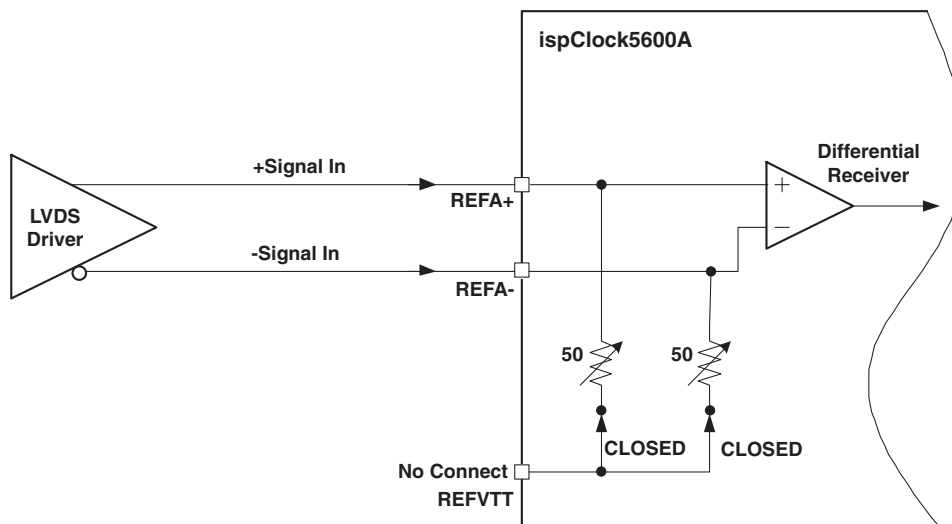 ispClock5600A
+Signal In
REFA+
Differential
Receiver
+
−
LVDS
Driver
-Signal In
REFA-
50
50
CLOSED
CLOSED
No Connect
REFVTT